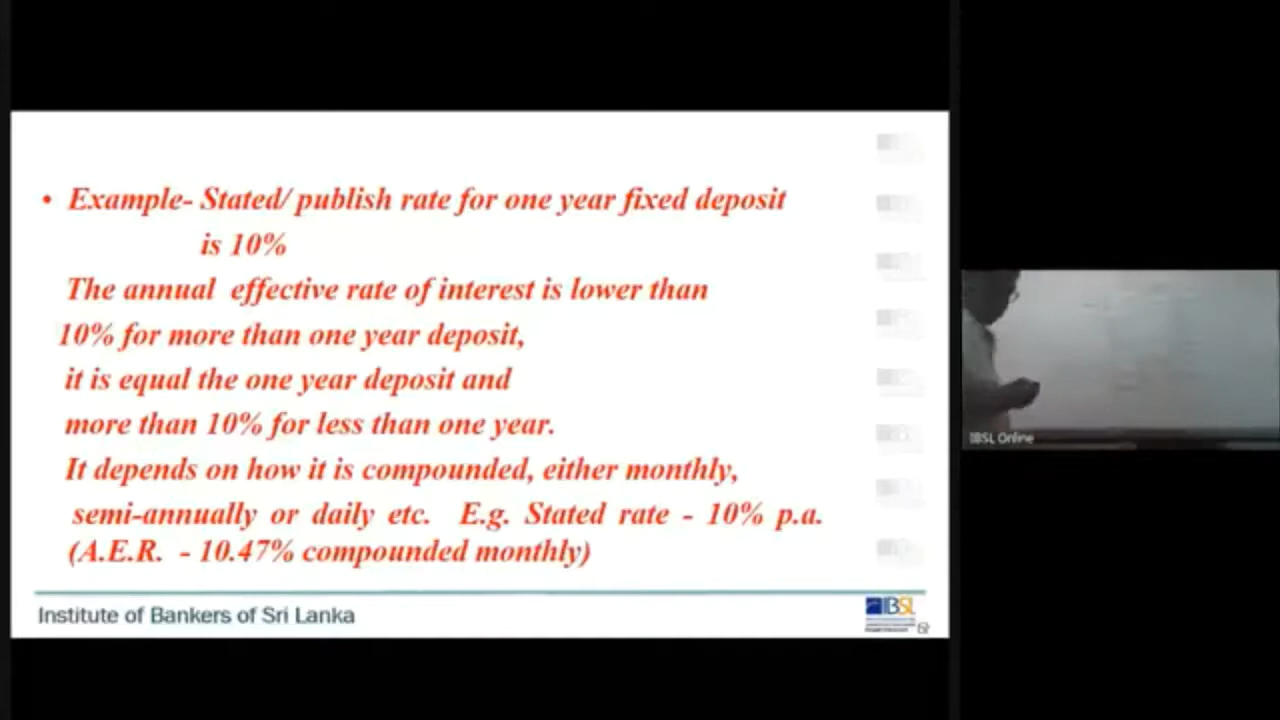 • Example- Stated/ publish rate for one year fixed deposit
is 10%
The annual effective rate of interest is lower than
10% for more than one year deposit,
it is equal the one year deposit and
more than 10% for less than one year.
It depends on how it is compounded, either monthly,
semi-annually or daily etc. E.g. Stated rate - 10% p.a.
(A.E.R. - 10.47% compounded monthly)
Institute of Bankers of Sri Lanka
IBSL
IBSL Online